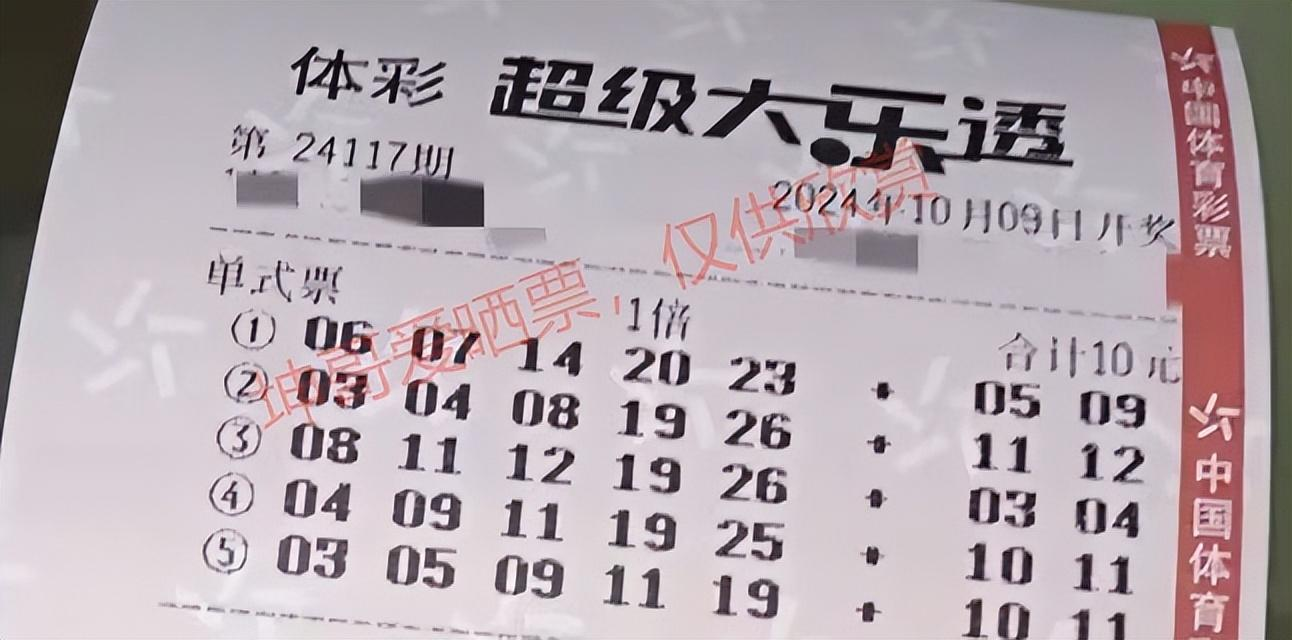 体彩 超级大乐透
第 24117期
2024年10月09日开奖
单式票 1倍 合计10元
① 06 07 14 20 23 + 05 09
② 03 04 08 19 26 + 11 12
③ 08 11 12 19 26 + 03 04
④ 04 09 11 19 25 + 10 11
⑤ 03 05 09 11 19 + 10 11
坤哥爱晒票，仅供欣赏
中国体育彩票
中国体育